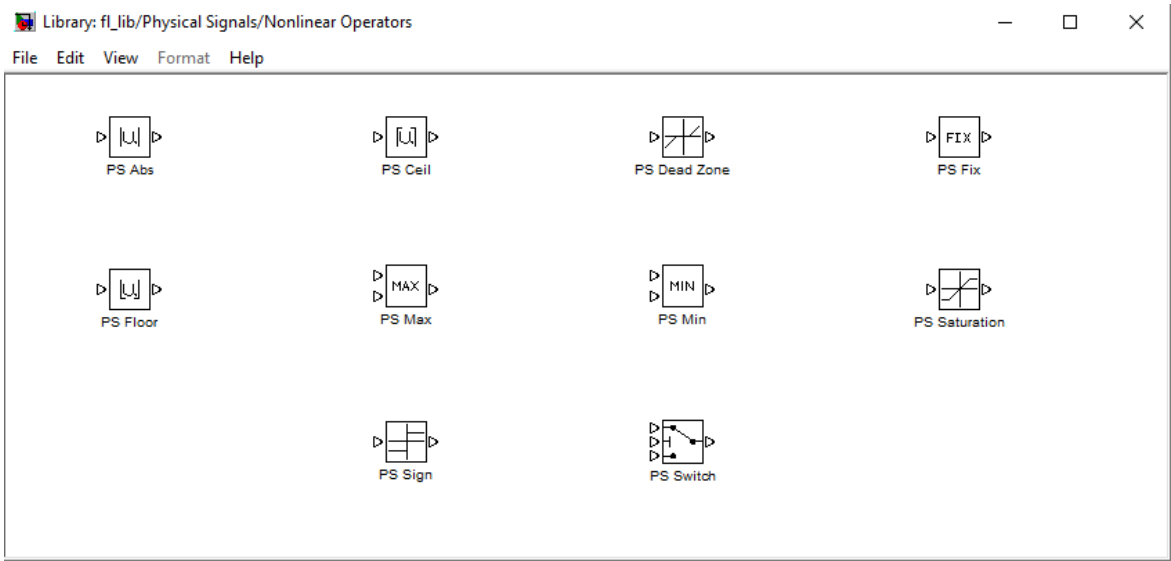 Library: fl_lib/Physical Signals/Nonlinear Operators
File Edit View Format Help
|u| [u] FIX
PS Abs PS Ceil PS Dead Zone PS Fix
|u| MAX MIN
PS Floor PS Max PS Min PS Saturation
PS Sign PS Switch